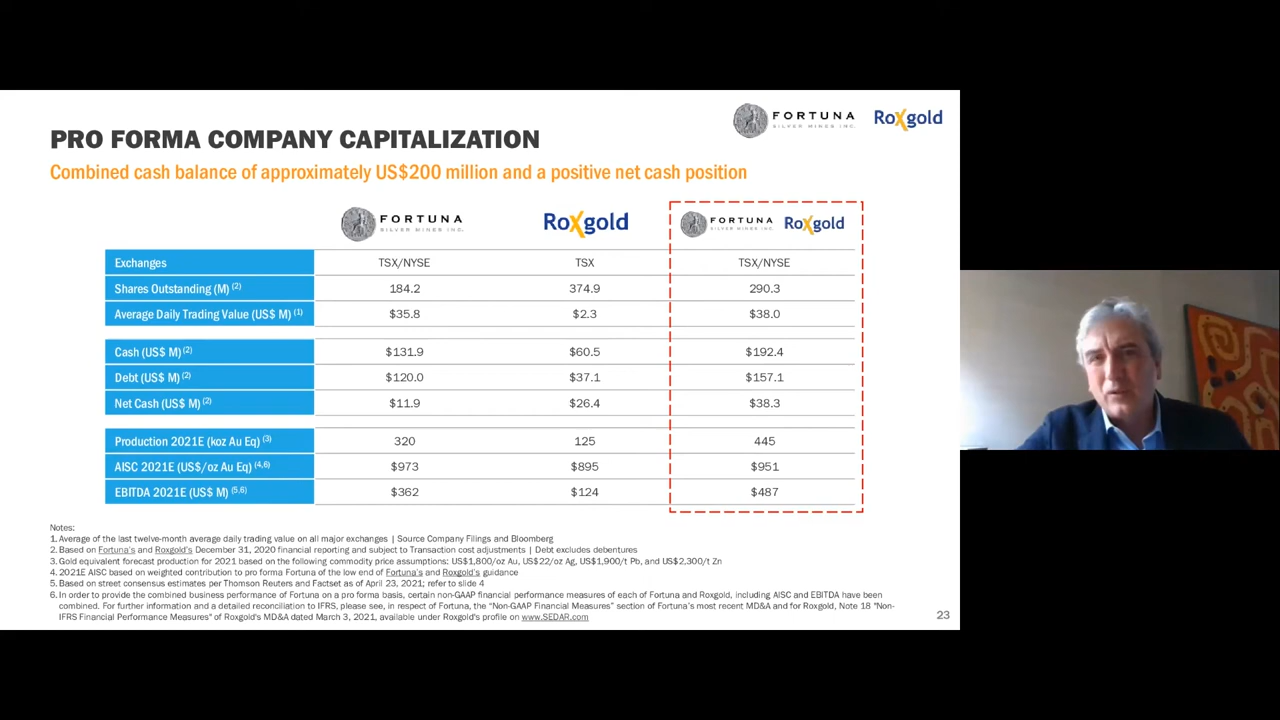 FORTUNA
SILVER MINES INC.
Roxgold
PRO FORMA COMPANY CAPITALIZATION
Combined cash balance of approximately US$200 million and a positive net cash position
FORTUNA
SILVER MINES INC.
Roxgold
FORTUNA
SILVER MINES INC.
Roxgold
Exchanges TSX/NYSE TSX TSX/NYSE
Shares Outstanding (M) (2) 184.2 374.9 290.3
Average Daily Trading Value (US$ M) (1) $35.8 $2.3 $38.0
Cash (US$ M) (2) $131.9 $60.5 $192.4
Debt (US$ M) (2) $120.0 $37.1 $157.1
Net Cash (US$ M) (2) $11.9 $26.4 $38.3
Production 2021E (koz Au Eq) (3) 320 125 445
AISC 2021E (US$/oz Au Eq) (4,6) $973 $895 $951
EBITDA 2021E (US$ M) (5,6) $362 $124 $487
Notes:
1. Average of the last twelve-month average daily trading value on all major exchanges | Source Company Filings and Bloomberg
2. Based on Fortuna's and Roxgold's December 31, 2020 financial reporting and subject to Transaction cost adjustments | Debt excludes debentures
3. Gold equivalent forecast production for 2021 based on the following commodity price assumptions: US$1,800/oz Au, US$22/oz Ag, US$1,900/t Pb, and US$2,300/t Zn
4. 2021E AISC based on weighted contribution to pro forma Fortuna of the low end of Fortuna's and Roxgold's guidance
5. Based on street consensus estimates per Thomson Reuters and Factset as of April 23, 2021; refer to slide 4
6. In order to provide the combined business performance of Fortuna on a pro forma basis, certain non-GAAP financial performance measures of each of Fortuna and Roxgold, including AISC and EBITDA have been
combined. For further information and a detailed reconciliation to IFRS, please see, in respect of Fortuna, the "Non-GAAP Financial Measures" section of Fortuna's most recent MD&A and for Roxgold, Note 18 "Non-
IFRS Financial Performance Measures" of Roxgold's MD&A dated March 3, 2021, available under Roxgold's profile on www.SEDAR.com
23